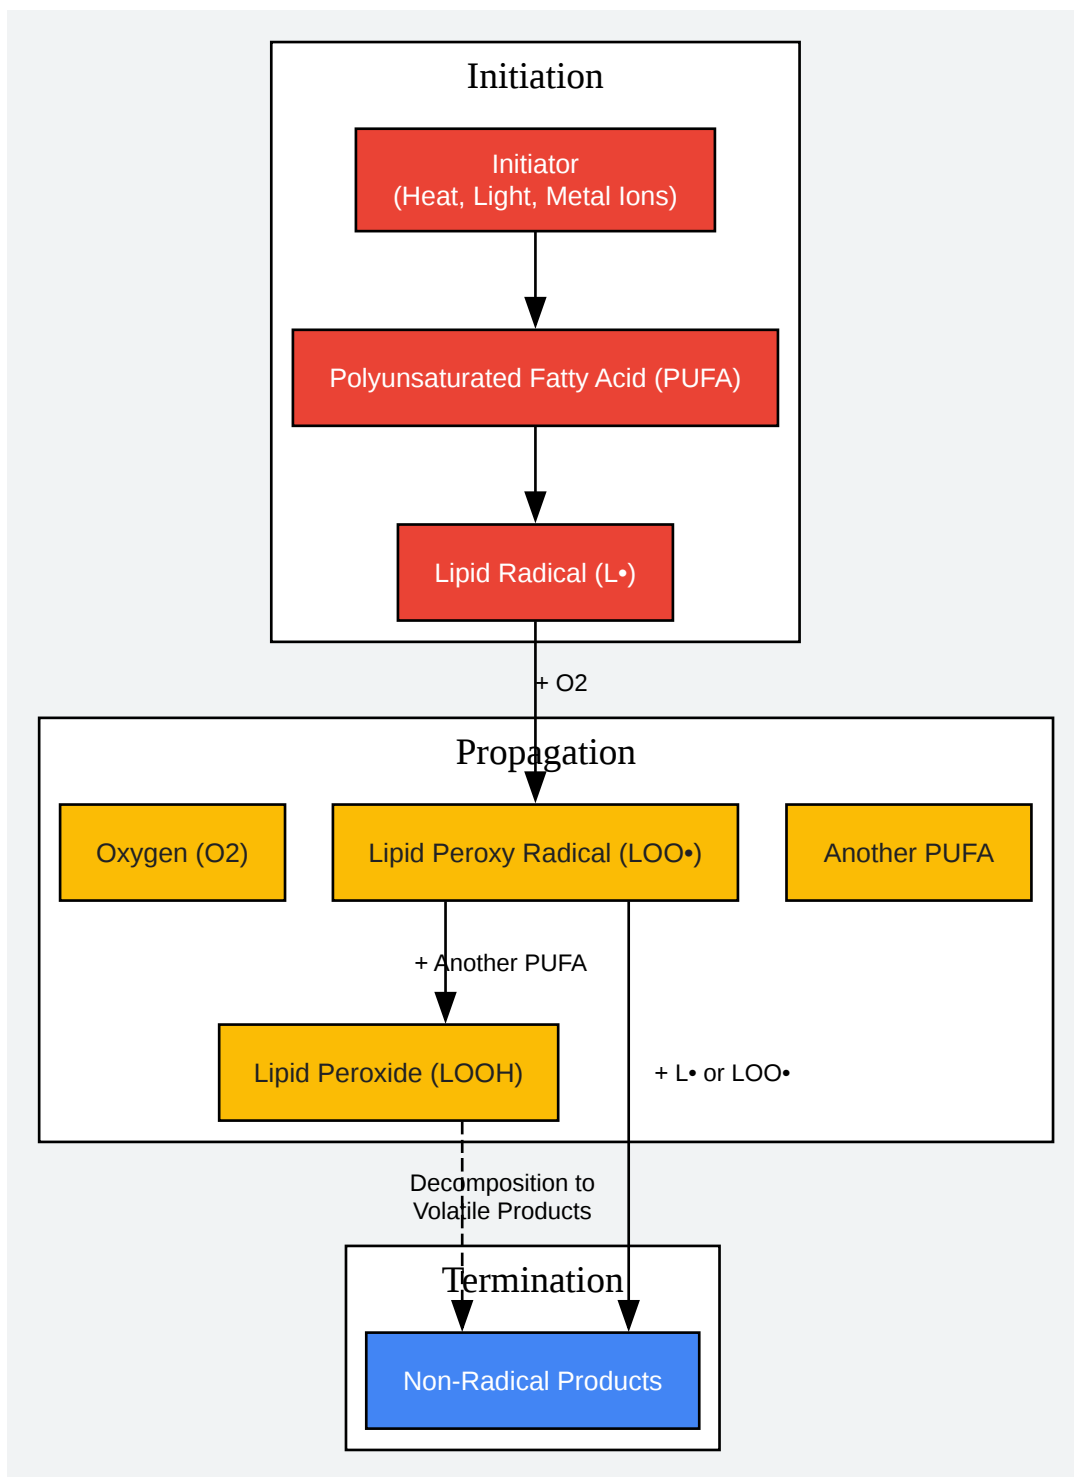 Initiation
Initiator
(Heat, Light, Metal Ions)
Polyunsaturated Fatty Acid (PUFA)
Lipid Radical (L•)
+ O2
Propagation
Oxygen (O2)
Lipid Peroxy Radical (LOO•)
Another PUFA
+ Another PUFA
Lipid Peroxide (LOOH)
+ L• or LOO•
Decomposition to
Volatile Products
Termination
Non-Radical Products